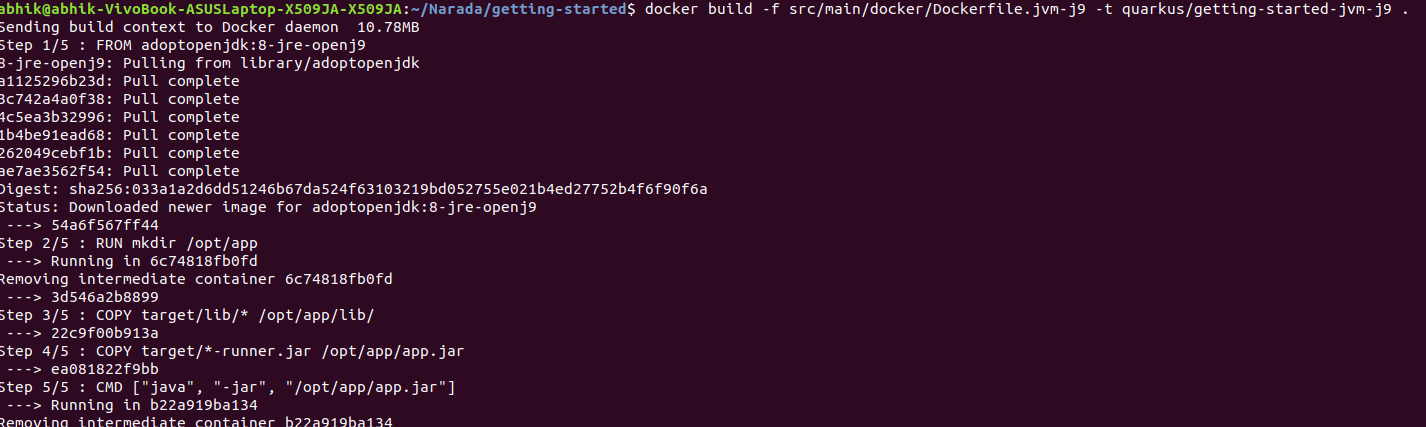 abhik@abhik-VivoBook-ASUSLaptop-X509JA-X509JA:~/Narada/getting-started$ docker build -f src/main/docker/Dockerfile.jvm-j9 -t quarkus/getting-started-jvm-j9 .
Sending build context to Docker daemon  10.78MB
Step 1/5 : FROM adoptopenjdk:8-jre-openj9
8-jre-openj9: Pulling from library/adoptopenjdk
a1125296b23d: Pull complete
3c742a4a0f38: Pull complete
4c5ea3b32996: Pull complete
1b4be91ead68: Pull complete
262049cebf1b: Pull complete
ae7ae3562f54: Pull complete
Digest: sha256:033a1a2d6dd51246b67da524f63103219bd052755e021b4ed27752b4f6f90f6a
Status: Downloaded newer image for adoptopenjdk:8-jre-openj9
 ---> 54a6f567ff44
Step 2/5 : RUN mkdir /opt/app
 ---> Running in 6c74818fb0fd
Removing intermediate container 6c74818fb0fd
 ---> 3d546a2b8899
Step 3/5 : COPY target/lib/* /opt/app/lib/
 ---> 22c9f00b913a
Step 4/5 : COPY target/*-runner.jar /opt/app/app.jar
 ---> ea081822f9bb
Step 5/5 : CMD ["java", "-jar", "/opt/app/app.jar"]
 ---> Running in b22a919ba134
Removing intermediate container b22a919ba134